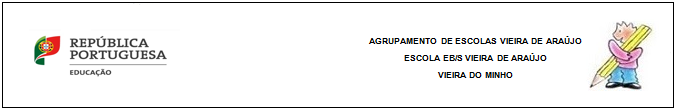 REPÚBLICA
PORTUGUESA
EDUCAÇÃO
AGRUPAMENTO DE ESCOLAS VIEIRA DE ARAÚJO
ESCOLA EB/S VIEIRA DE ARAÚJO
VIEIRA DO MINHO